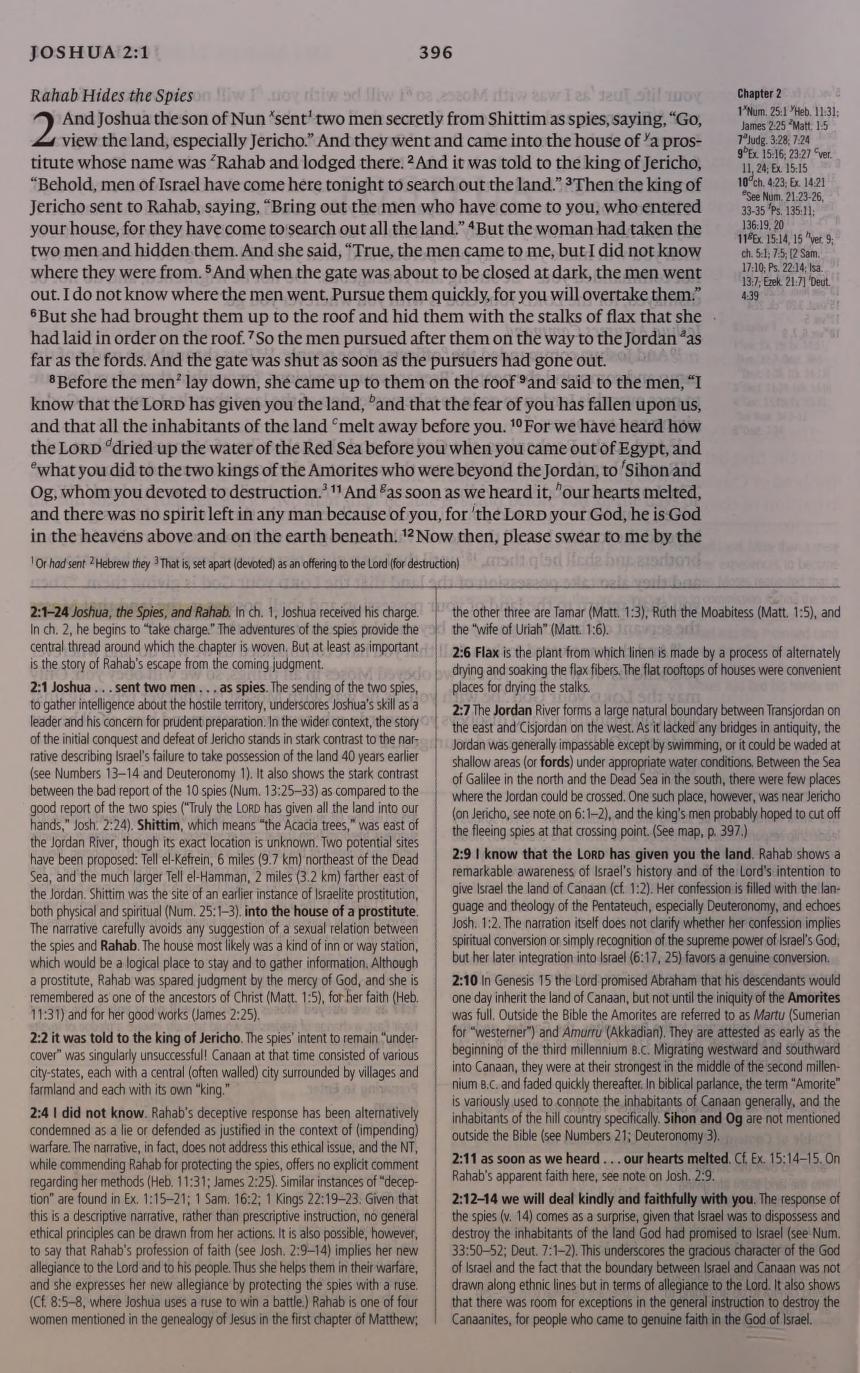 JOSHUA 2:1
396
Rahab Hides the Spies
2 And Joshua the son of Nun ˣsent¹ two men secretly from Shittim as spies, saying, “Go,
view the land, especially Jericho.” And they went and came into the house of ʸa pros-
titute whose name was ᶻRahab and lodged there. ²And it was told to the king of Jericho,
“Behold, men of Israel have come here tonight to search out the land.” ³Then the king of
Jericho sent to Rahab, saying, “Bring out the men who have come to you, who entered
your house, for they have come to search out all the land.” ⁴But the woman had taken the
two men and hidden them. And she said, “True, the men came to me, but I did not know
where they were from. ⁵And when the gate was about to be closed at dark, the men went
out. I do not know where the men went. Pursue them quickly, for you will overtake them.”
⁶But she had brought them up to the roof and hid them with the stalks of flax that she
had laid in order on the roof. ⁷So the men pursued after them on the way to the Jordan ᵃas
far as the fords. And the gate was shut as soon as the pursuers had gone out.
⁸Before the men² lay down, she came up to them on the roof ⁹and said to the men, “I
know that the LORD has given you the land, ᵇand that the fear of you has fallen upon us,
and that all the inhabitants of the land ᶜmelt away before you. ¹⁰For we have heard how
the LORD ᵈdried up the water of the Red Sea before you when you came out of Egypt, and
ᵉwhat you did to the two kings of the Amorites who were beyond the Jordan, to ᶠSihon and
Og, whom you devoted to destruction.³ ¹¹And ᵍas soon as we heard it, ʰour hearts melted,
and there was no spirit left in any man because of you, for ⁱthe LORD your God, he is God
in the heavens above and on the earth beneath. ¹²Now then, please swear to me by the
¹Or had sent ²Hebrew they ³That is, set apart (devoted) as an offering to the Lord (for destruction)
Chapter 2
1ˣNum. 25:1 ʸHeb. 11:31;
James 2:25 ᶻMatt. 1:5
7ᵃJudg. 3:28; 7:24
9ᵇEx. 15:16; 23:27 ᶜver.
11, 24; Ex. 15:15
10ᵈch. 4:23; Ex. 14:21
ᵉSee Num. 21:23-26,
33-35 ᶠPs. 135:11;
136:19, 20
11ᵍEx. 15:14, 15 ʰver. 9;
ch. 5:1; 7:5; [2 Sam.
17:10; Ps. 22:14; Isa.
13:7; Ezek. 21:7] ⁱDeut.
4:39
2:1–24 Joshua, the Spies, and Rahab. In ch. 1, Joshua received his charge.
In ch. 2, he begins to “take charge.” The adventures of the spies provide the
central thread around which the chapter is woven. But at least as important
is the story of Rahab’s escape from the coming judgment.
2:1 Joshua . . . sent two men . . . as spies. The sending of the two spies,
to gather intelligence about the hostile territory, underscores Joshua’s skill as a
leader and his concern for prudent preparation. In the wider context, the story
of the initial conquest and defeat of Jericho stands in stark contrast to the nar-
rative describing Israel’s failure to take possession of the land 40 years earlier
(see Numbers 13–14 and Deuteronomy 1). It also shows the stark contrast
between the bad report of the 10 spies (Num. 13:25–33) as compared to the
good report of the two spies (“Truly the LORD has given all the land into our
hands,” Josh. 2:24). Shittim, which means “the Acacia trees,” was east of
the Jordan River, though its exact location is unknown. Two potential sites
have been proposed: Tell el-Kefrein, 6 miles (9.7 km) northeast of the Dead
Sea, and the much larger Tell el-Hamman, 2 miles (3.2 km) farther east of
the Jordan. Shittim was the site of an earlier instance of Israelite prostitution,
both physical and spiritual (Num. 25:1–3). into the house of a prostitute.
The narrative carefully avoids any suggestion of a sexual relation between
the spies and Rahab. The house most likely was a kind of inn or way station,
which would be a logical place to stay and to gather information. Although
a prostitute, Rahab was spared judgment by the mercy of God, and she is
remembered as one of the ancestors of Christ (Matt. 1:5), for her faith (Heb.
11:31) and for her good works (James 2:25).
2:2 it was told to the king of Jericho. The spies’ intent to remain “under-
cover” was singularly unsuccessful! Canaan at that time consisted of various
city-states, each with a central (often walled) city surrounded by villages and
farmland and each with its own “king.”
2:4 I did not know. Rahab’s deceptive response has been alternatively
condemned as a lie or defended as justified in the context of (impending)
warfare. The narrative, in fact, does not address this ethical issue, and the NT,
while commending Rahab for protecting the spies, offers no explicit comment
regarding her methods (Heb. 11:31; James 2:25). Similar instances of “decep-
tion” are found in Ex. 1:15–21; 1 Sam. 16:2; 1 Kings 22:19–23. Given that
this is a descriptive narrative, rather than prescriptive instruction, no general
ethical principles can be drawn from her actions. It is also possible, however,
to say that Rahab’s profession of faith (see Josh. 2:9–14) implies her new
allegiance to the Lord and to his people. Thus she helps them in their warfare,
and she expresses her new allegiance by protecting the spies with a ruse.
(Cf. 8:5–8, where Joshua uses a ruse to win a battle.) Rahab is one of four
women mentioned in the genealogy of Jesus in the first chapter of Matthew;
the other three are Tamar (Matt. 1:3), Ruth the Moabitess (Matt. 1:5), and
the “wife of Uriah” (Matt. 1:6).
2:6 Flax is the plant from which linen is made by a process of alternately
drying and soaking the flax fibers. The flat rooftops of houses were convenient
places for drying the stalks.
2:7 The Jordan River forms a large natural boundary between Transjordan on
the east and Cisjordan on the west. As it lacked any bridges in antiquity, the
Jordan was generally impassable except by swimming, or it could be waded at
shallow areas (or fords) under appropriate water conditions. Between the Sea
of Galilee in the north and the Dead Sea in the south, there were few places
where the Jordan could be crossed. One such place, however, was near Jericho
(on Jericho, see note on 6:1–2), and the king’s men probably hoped to cut off
the fleeing spies at that crossing point. (See map, p. 397.)
2:9 I know that the LORD has given you the land. Rahab shows a
remarkable awareness of Israel’s history and of the Lord’s intention to
give Israel the land of Canaan (cf. 1:2). Her confession is filled with the lan-
guage and theology of the Pentateuch, especially Deuteronomy, and echoes
Josh. 1:2. The narration itself does not clarify whether her confession implies
spiritual conversion or simply recognition of the supreme power of Israel’s God,
but her later integration into Israel (6:17, 25) favors a genuine conversion.
2:10 In Genesis 15 the Lord promised Abraham that his descendants would
one day inherit the land of Canaan, but not until the iniquity of the Amorites
was full. Outside the Bible the Amorites are referred to as Martu (Sumerian
for “westerner”) and Amurru (Akkadian). They are attested as early as the
beginning of the third millennium B.C. Migrating westward and southward
into Canaan, they were at their strongest in the middle of the second millen-
nium B.C. and faded quickly thereafter. In biblical parlance, the term “Amorite”
is variously used to connote the inhabitants of Canaan generally, and the
inhabitants of the hill country specifically. Sihon and Og are not mentioned
outside the Bible (see Numbers 21; Deuteronomy 3).
2:11 as soon as we heard . . . our hearts melted. Cf. Ex. 15:14–15. On
Rahab’s apparent faith here, see note on Josh. 2:9.
2:12–14 we will deal kindly and faithfully with you. The response of
the spies (v. 14) comes as a surprise, given that Israel was to dispossess and
destroy the inhabitants of the land God had promised to Israel (see Num.
33:50–52; Deut. 7:1–2). This underscores the gracious character of the God
of Israel and the fact that the boundary between Israel and Canaan was not
drawn along ethnic lines but in terms of allegiance to the Lord. It also shows
that there was room for exceptions in the general instruction to destroy the
Canaanites, for people who came to genuine faith in the God of Israel.